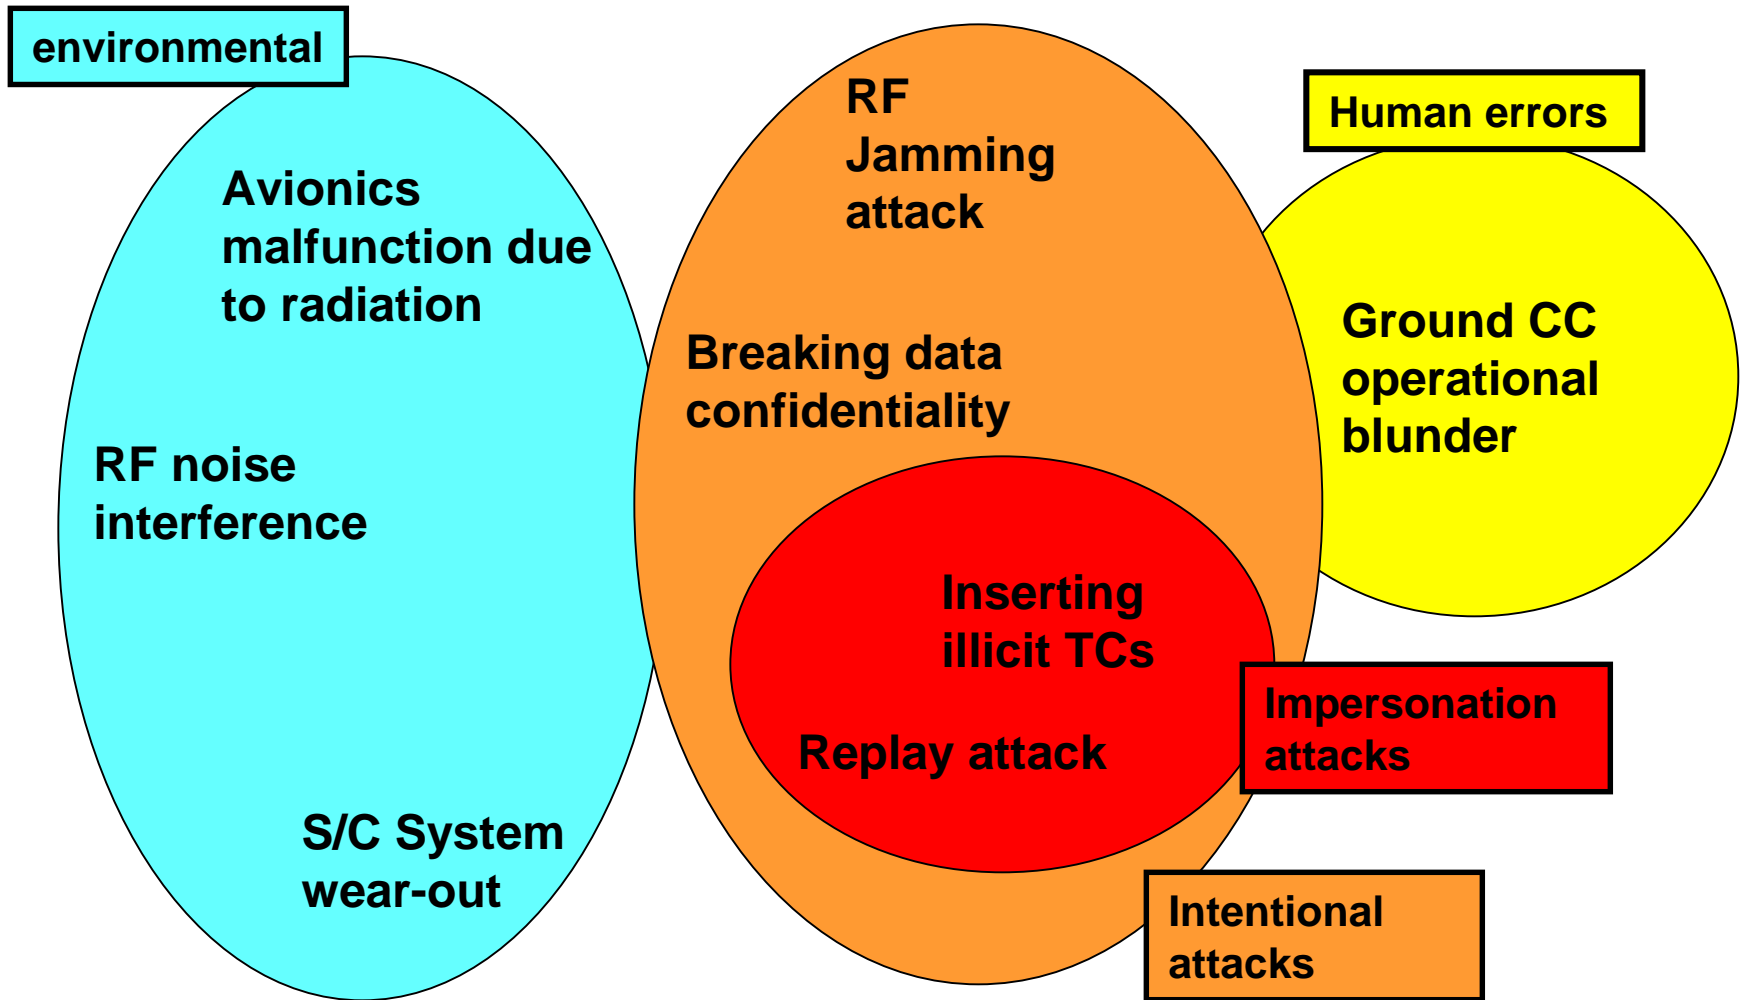 environmental
Avionics
malfunction due
to radiation
RF noise
interference
S/C System
wear-out
RF
Jamming
attack
Breaking data
confidentiality
Inserting
illicit TCs
Replay attack
Human errors
Ground CC
operational
blunder
Impersonation
attacks
Intentional
attacks